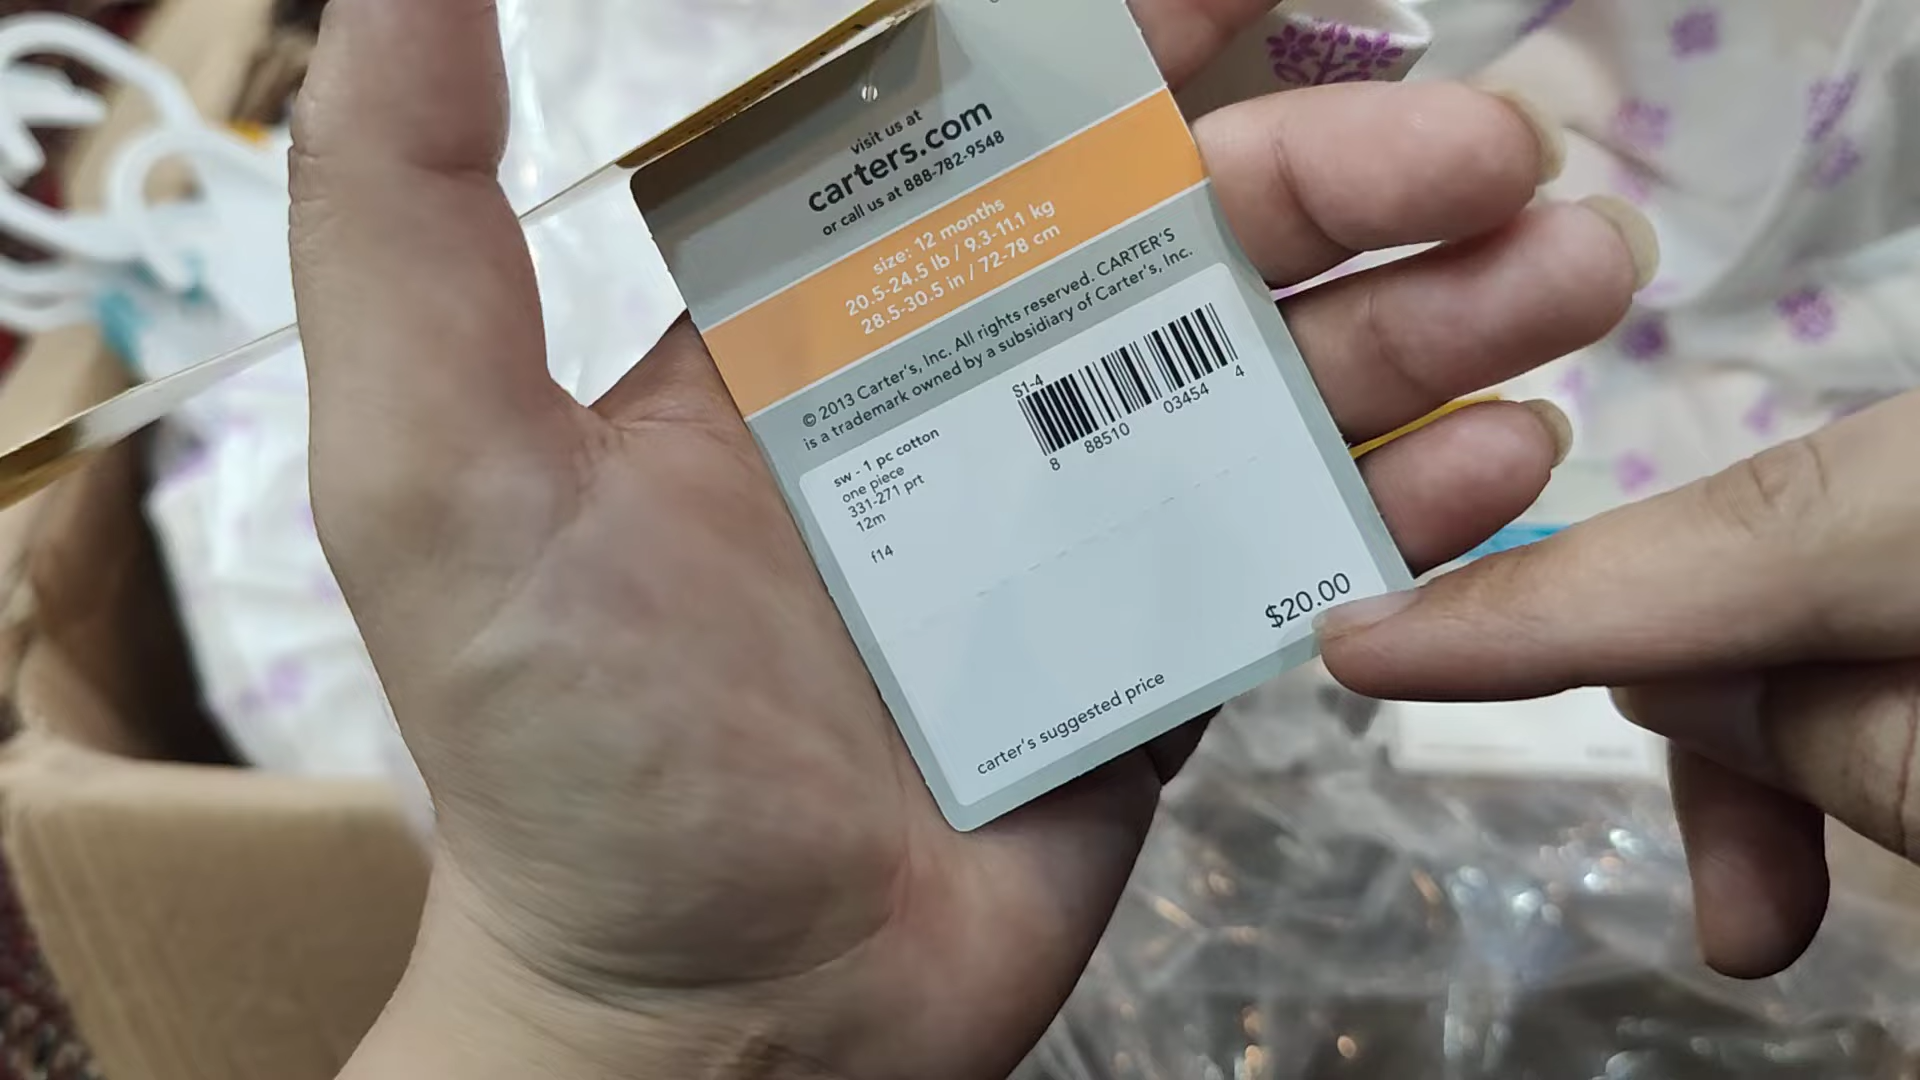 visit us at
carters.com
or call us at 888-782-9548
size: 12 months
20.5-24.5 lb / 9.3-11.1 kg
28.5-30.5 in / 72-78 cm
© 2013 Carter's, Inc. All rights reserved. CARTER'S
is a trademark owned by a subsidiary of Carter's, Inc.
S1-4
8 88510 03454 4
sw - 1 pc cotton
one piece
331-271 prt
12m
f14
$20.00
carter's suggested price